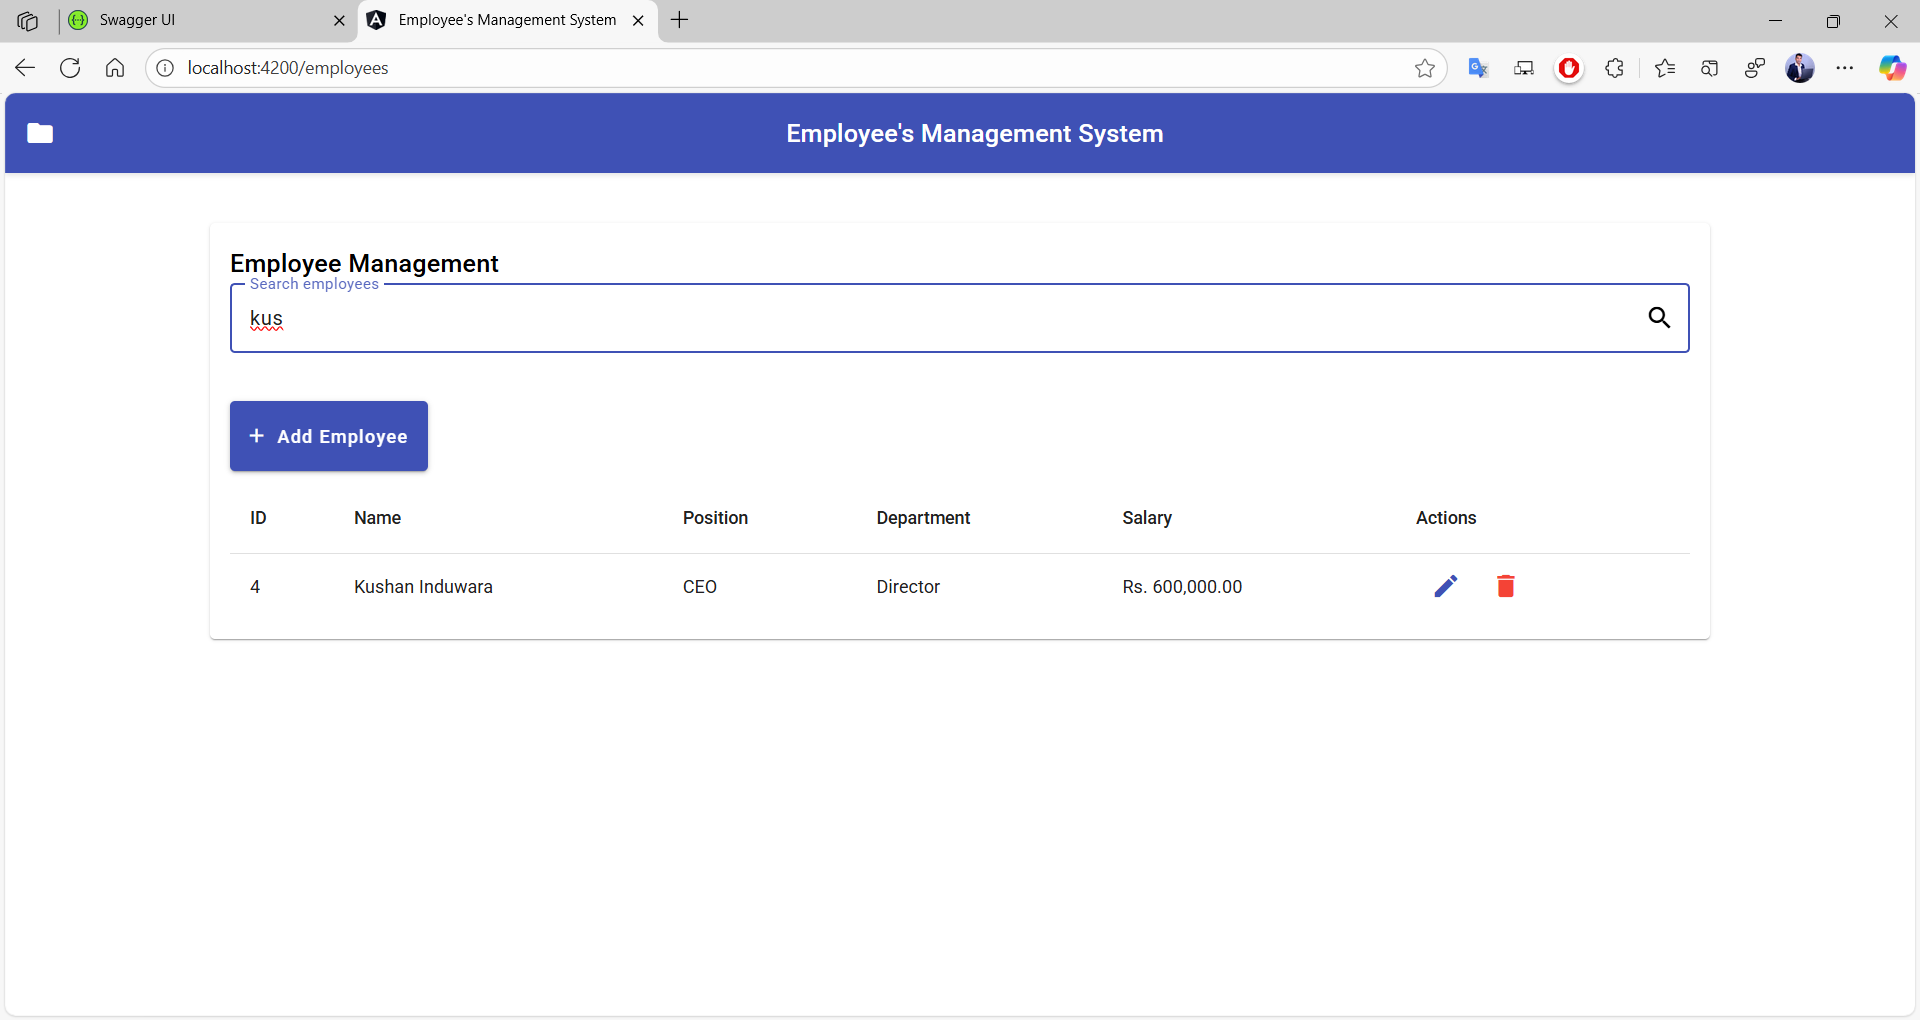 Swagger UI
Employee's Management System
localhost:4200/employees
Employee's Management System
Employee Management
Search employees
kus
+ Add Employee
ID Name Position Department Salary Actions
4 Kushan Induwara CEO Director Rs. 600,000.00